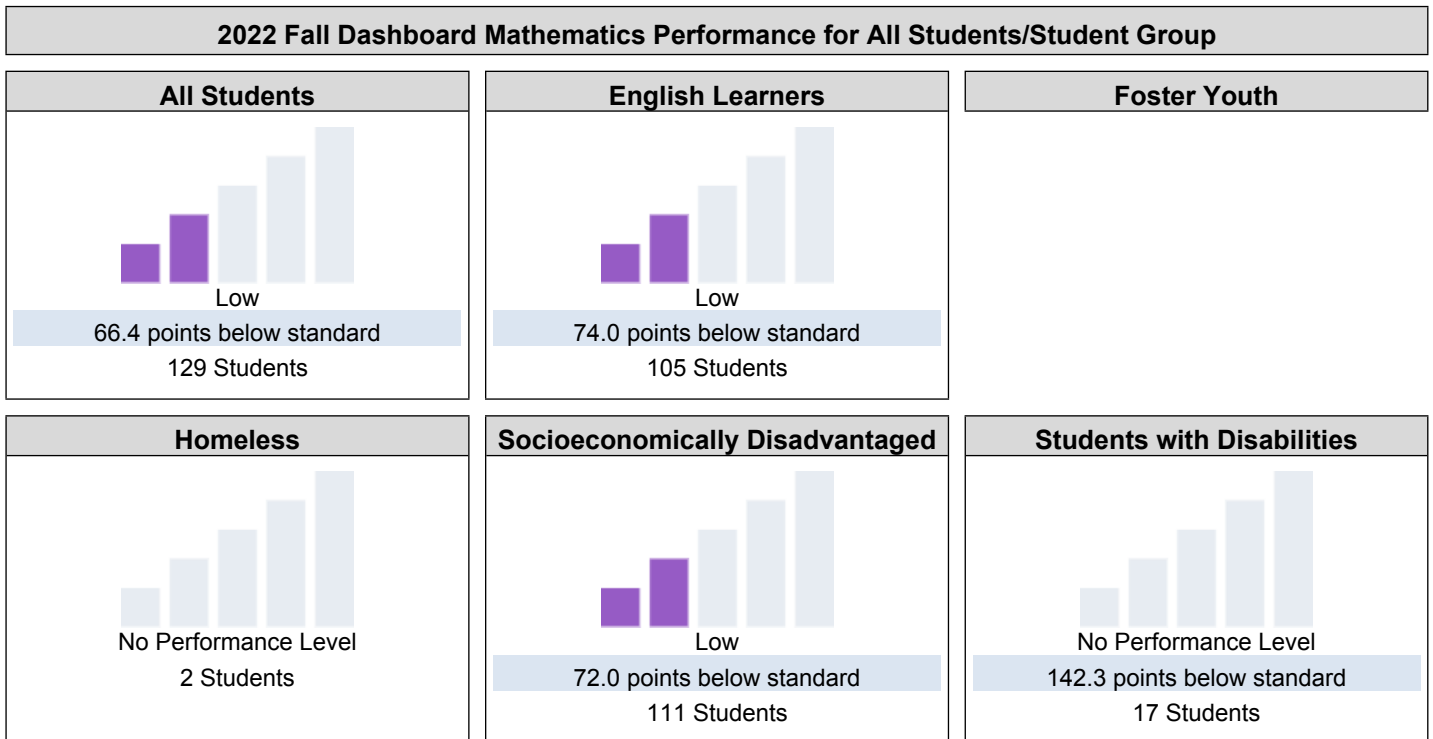 2022 Fall Dashboard Mathematics Performance for All Students/Student Group
All Students
Low
66.4 points below standard
129 Students
English Learners
Low
74.0 points below standard
105 Students
Foster Youth
Homeless
No Performance Level
2 Students
Socioeconomically Disadvantaged
Low
72.0 points below standard
111 Students
Students with Disabilities
No Performance Level
142.3 points below standard
17 Students